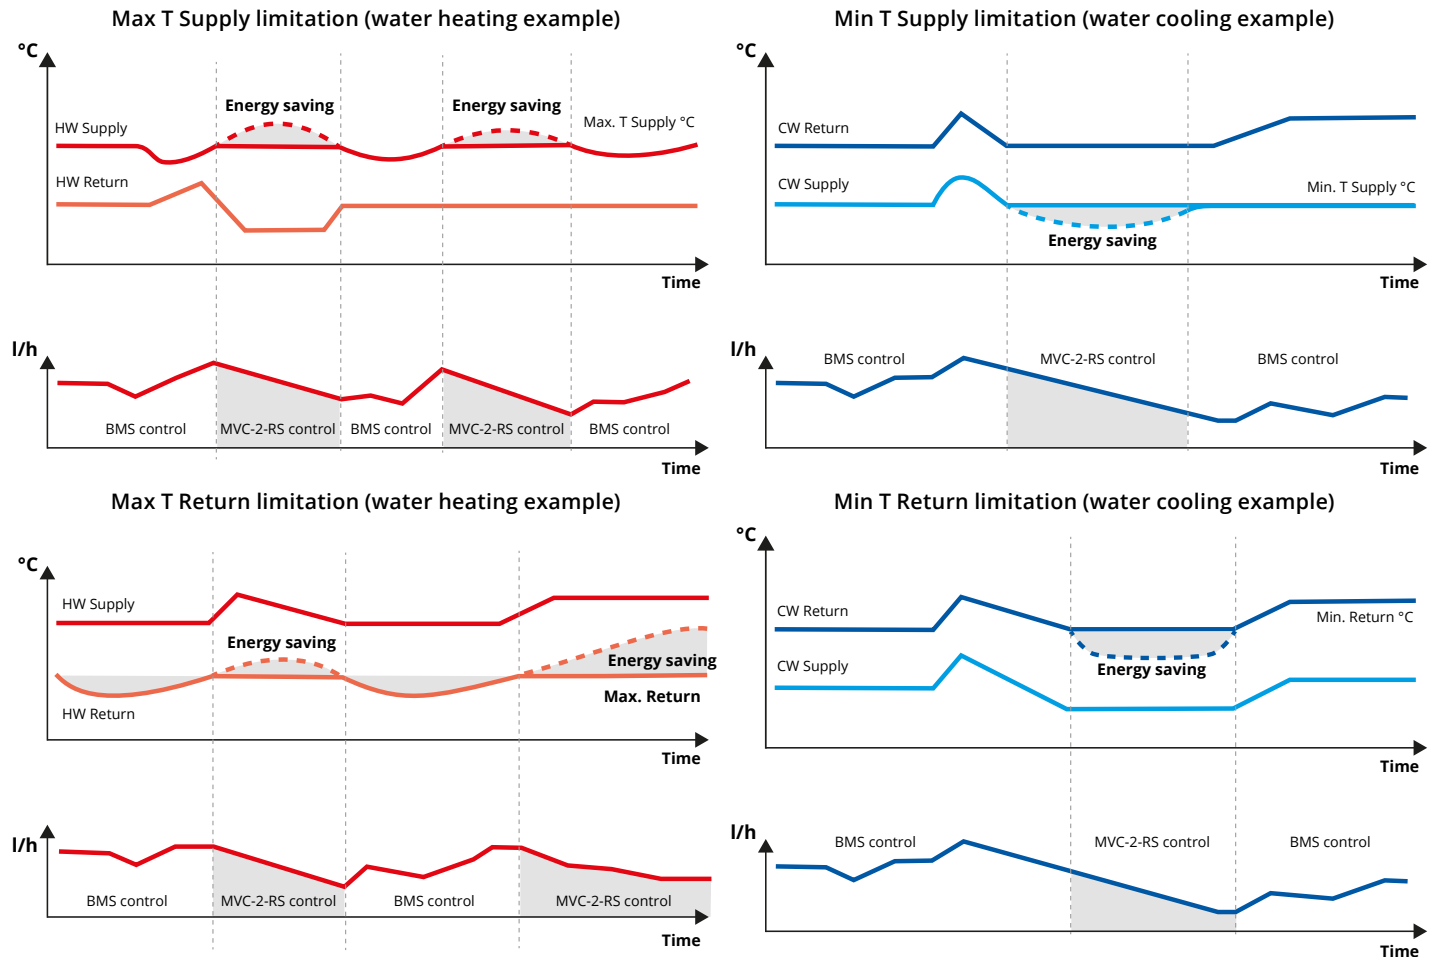 Max T Supply limitation (water heating example)
°C
Energy saving
Energy saving
HW Supply
Max. T Supply °C
HW Return
Time
l/h
BMS control
MVC-2-RS control
BMS control
MVC-2-RS control
BMS control
Time
Min T Supply limitation (water cooling example)
°C
CW Return
CW Supply
Min. T Supply °C
Energy saving
Time
l/h
BMS control
MVC-2-RS control
BMS control
Time
Max T Return limitation (water heating example)
°C
HW Supply
Energy saving
Energy saving
Max. Return
HW Return
Time
l/h
BMS control
MVC-2-RS control
BMS control
MVC-2-RS control
Time
Min T Return limitation (water cooling example)
°C
CW Return
Min. Return °C
CW Supply
Energy saving
Time
l/h
BMS control
MVC-2-RS control
BMS control
Time